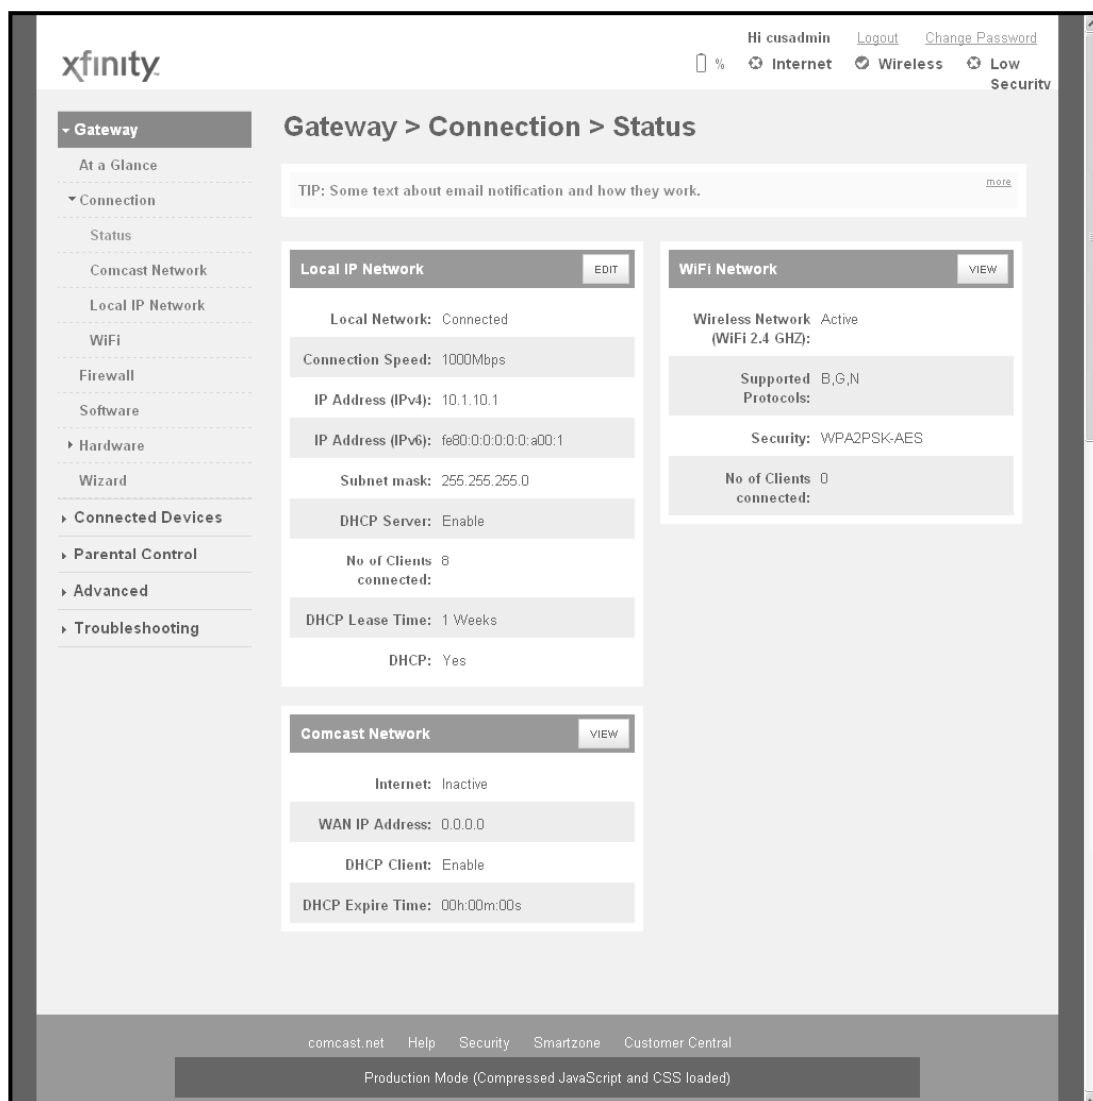 xfinity.
Hi cusadmin Logout Change Password
% Internet Wireless Low Security
Gateway
At a Glance
Connection
Status
Comcast Network
Local IP Network
WiFi
Firewall
Software
Hardware
Wizard
Connected Devices
Parental Control
Advanced
Troubleshooting
Gateway > Connection > Status
TIP: Some text about email notification and how they work. more
Local IP Network EDIT
Local Network: Connected
Connection Speed: 1000Mbps
IP Address (IPv4): 10.1.10.1
IP Address (IPv6): fe80:0:0:0:0:0:a00:1
Subnet mask: 255.255.255.0
DHCP Server: Enable
No of Clients 8
connected:
DHCP Lease Time: 1 Weeks
DHCP: Yes
WiFi Network VIEW
Wireless Network Active
(WiFi 2.4 GHZ):
Supported B,G,N
Protocols:
Security: WPA2PSK-AES
No of Clients 0
connected:
Comcast Network VIEW
Internet: Inactive
WAN IP Address: 0.0.0.0
DHCP Client: Enable
DHCP Expire Time: 00h:00m:00s
comcast.net Help Security Smartzone Customer Central
Production Mode (Compressed JavaScript and CSS loaded)